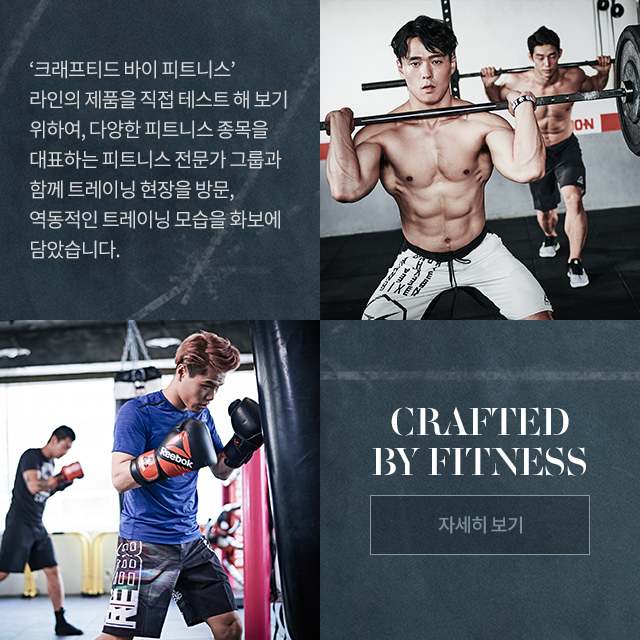 ‘크래프티드 바이 피트니스’
라인의 제품을 직접 테스트 해 보기
위하여, 다양한 피트니스 종목을
대표하는 피트니스 전문가 그룹과
함께 트레이닝 현장을 방문,
역동적인 트레이닝 모습을 화보에
담았습니다.
Reebok
CRAFTED
BY FITNESS
자세히 보기